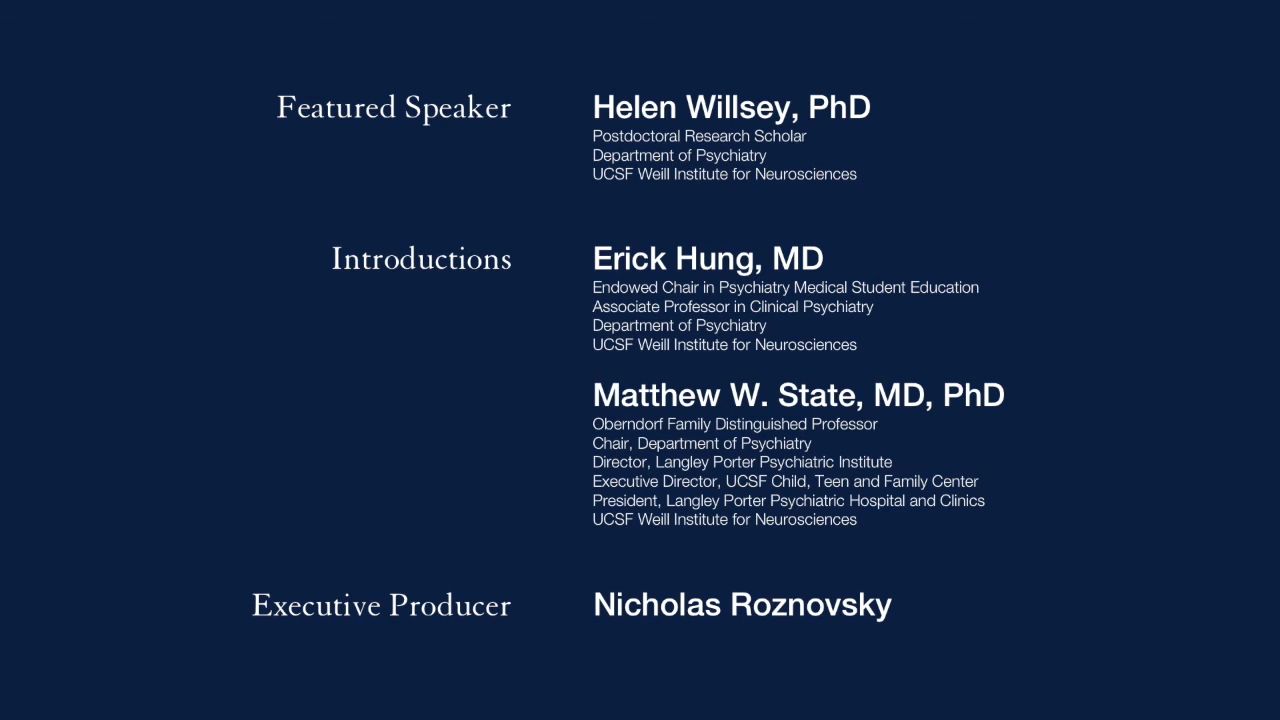 Featured Speaker
Helen Willsey, PhD
Postdoctoral Research Scholar
Department of Psychiatry
UCSF Weill Institute for Neurosciences
Introductions
Erick Hung, MD
Endowed Chair in Psychiatry Medical Student Education
Associate Professor in Clinical Psychiatry
Department of Psychiatry
UCSF Weill Institute for Neurosciences
Matthew W. State, MD, PhD
Oberndorf Family Distinguished Professor
Chair, Department of Psychiatry
Director, Langley Porter Psychiatric Institute
Executive Director, UCSF Child, Teen and Family Center
President, Langley Porter Psychiatric Hospital and Clinics
UCSF Weill Institute for Neurosciences
Executive Producer
Nicholas Roznovsky